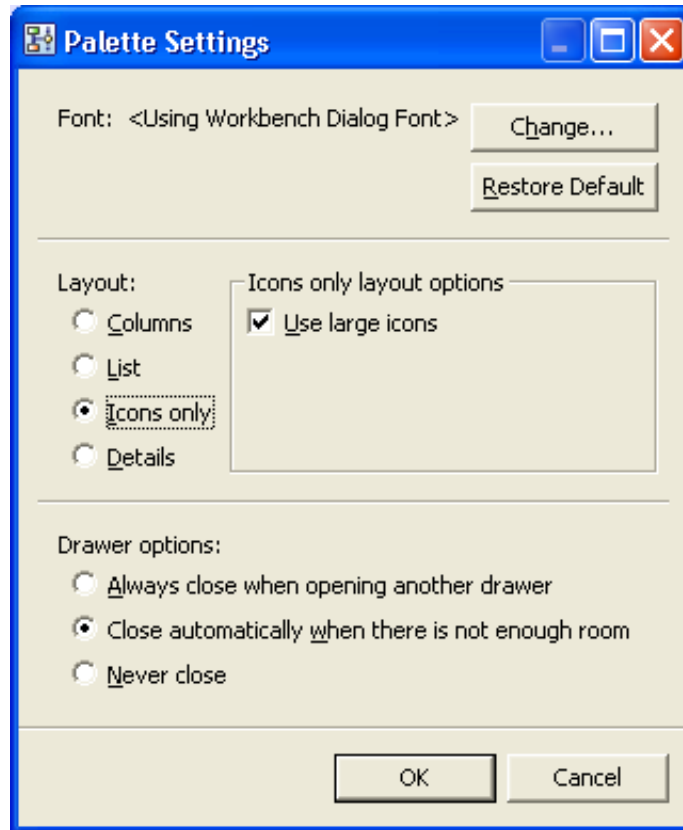 Palette Settings
Font: <Using Workbench Dialog Font>
Change...
Restore Default
Layout:
Icons only layout options
Columns
Use large icons
List
Icons only
Details
Drawer options:
Always close when opening another drawer
Close automatically when there is not enough room
Never close
OK
Cancel